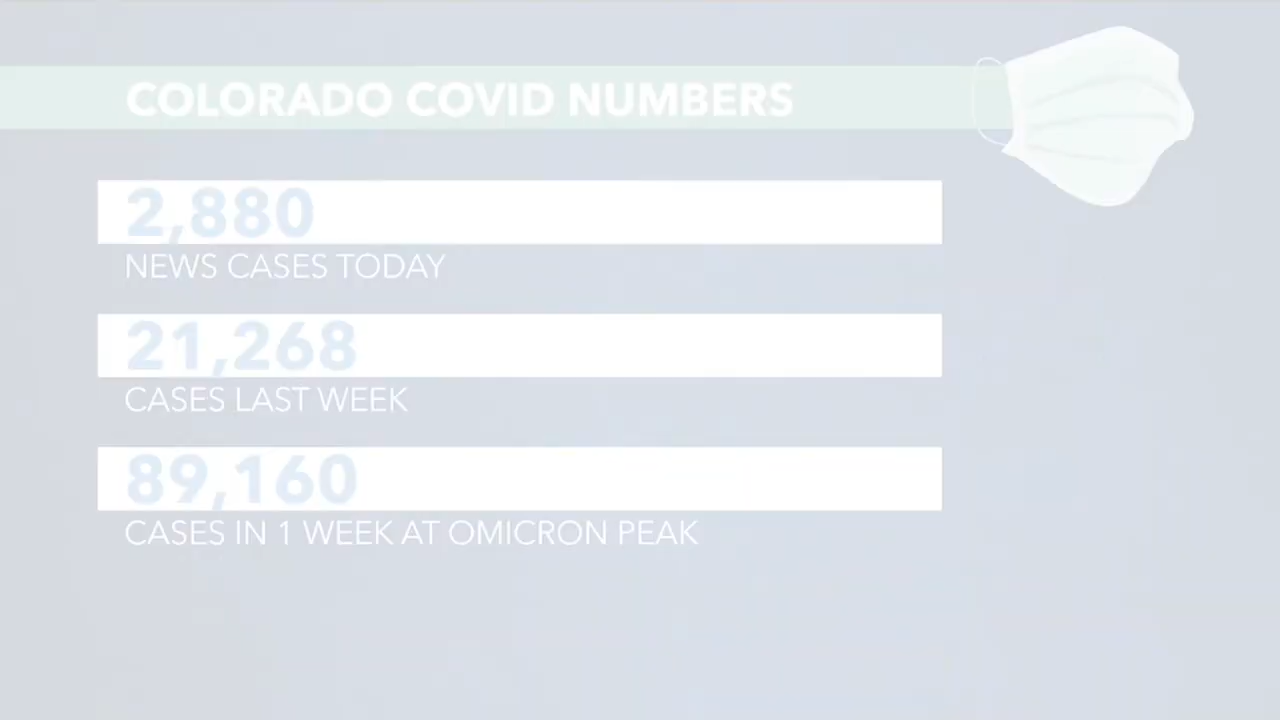 COLORADO COVID NUMBERS
2,880
NEWS CASES TODAY
21,268
CASES LAST WEEK
89,160
CASES IN 1 WEEK AT OMICRON PEAK